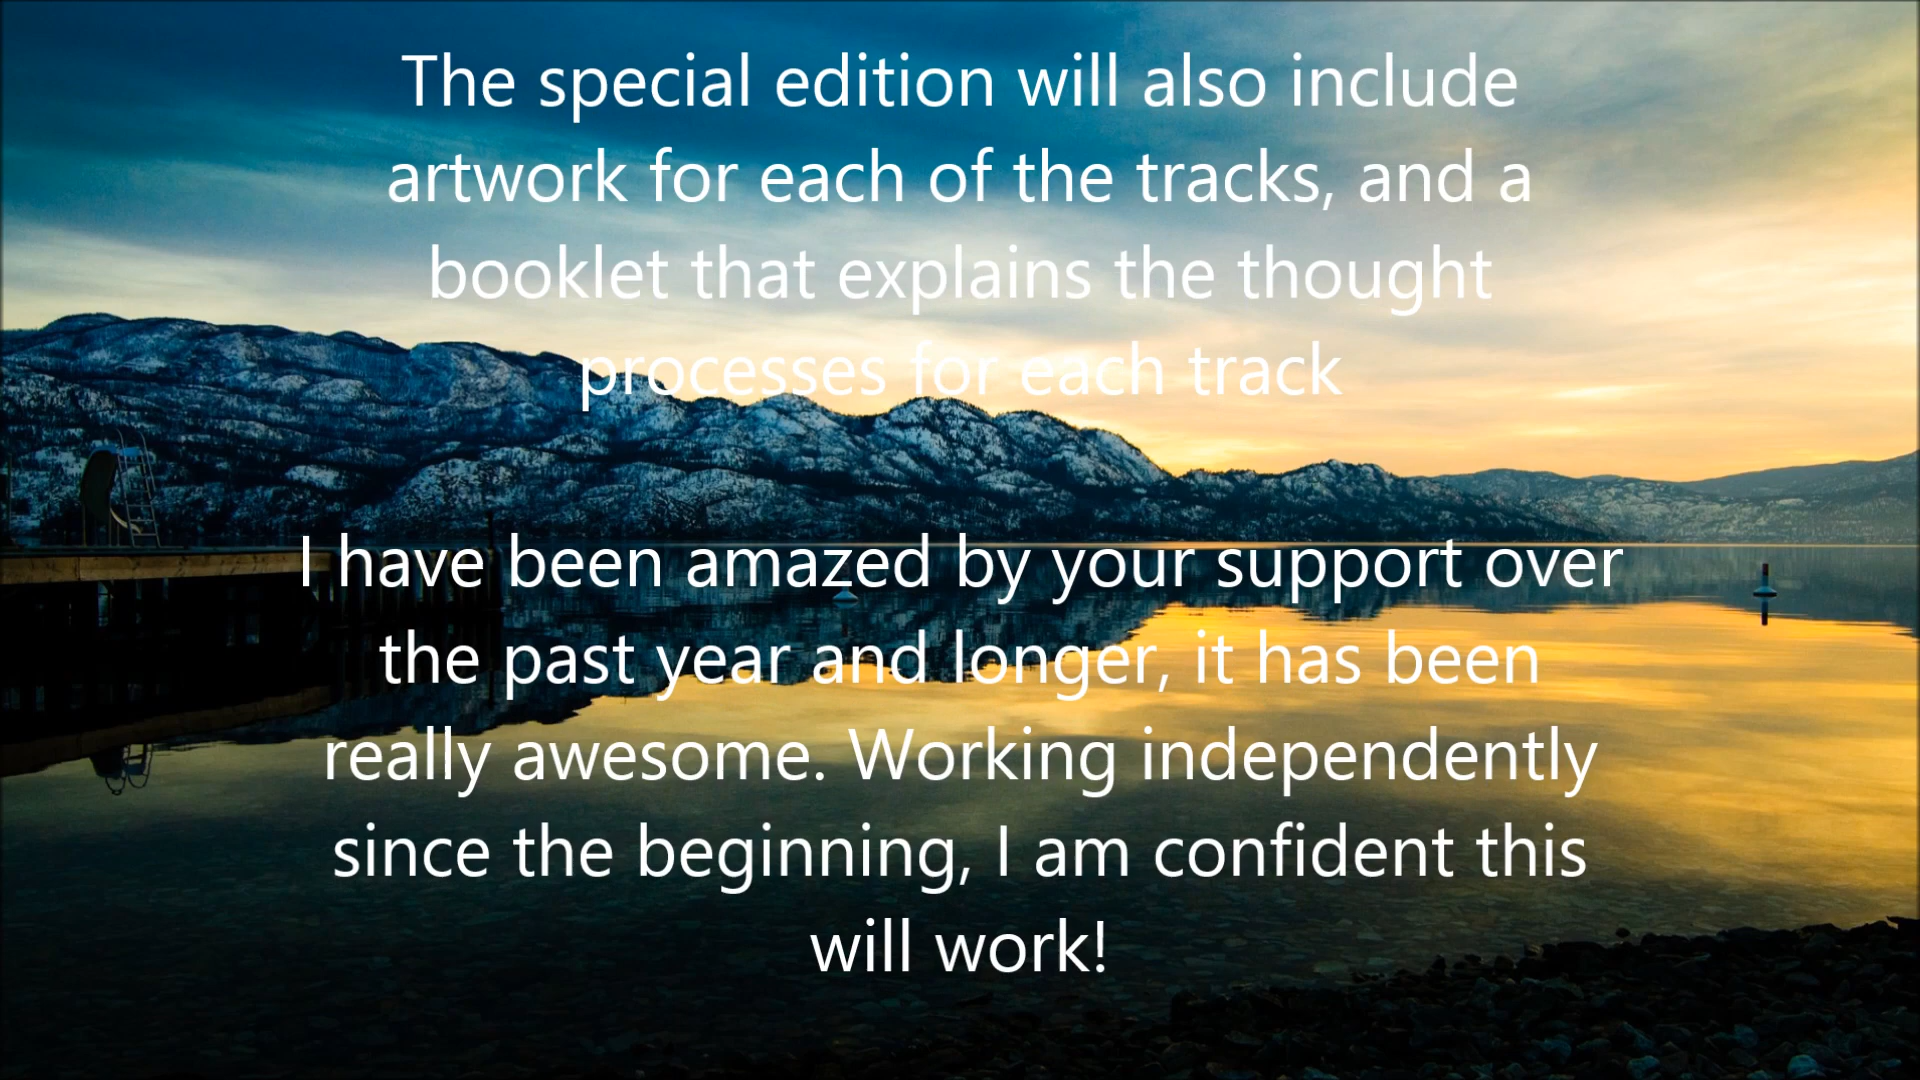 The special edition will also include
artwork for each of the tracks, and a
booklet that explains the thought
processes for each track
I have been amazed by your support over
the past year and longer, it has been
really awesome. Working independently
since the beginning, I am confident this
will work!